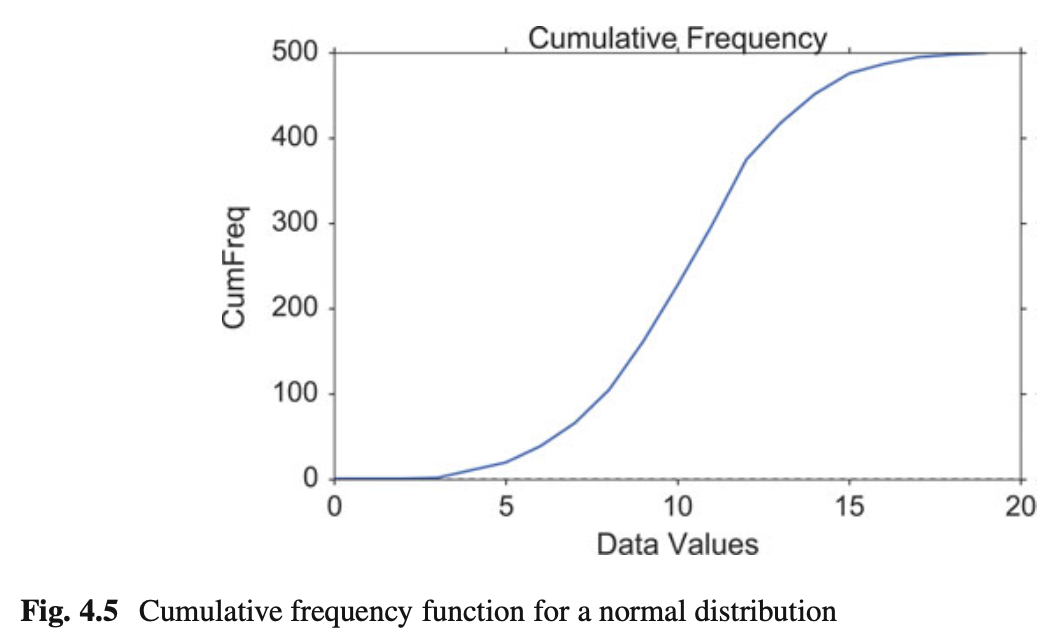 Cumulative Frequency
500
400
300
200
100
0
CumFreq
0 5 10 15 20
Data Values
Fig. 4.5 Cumulative frequency function for a normal distribution